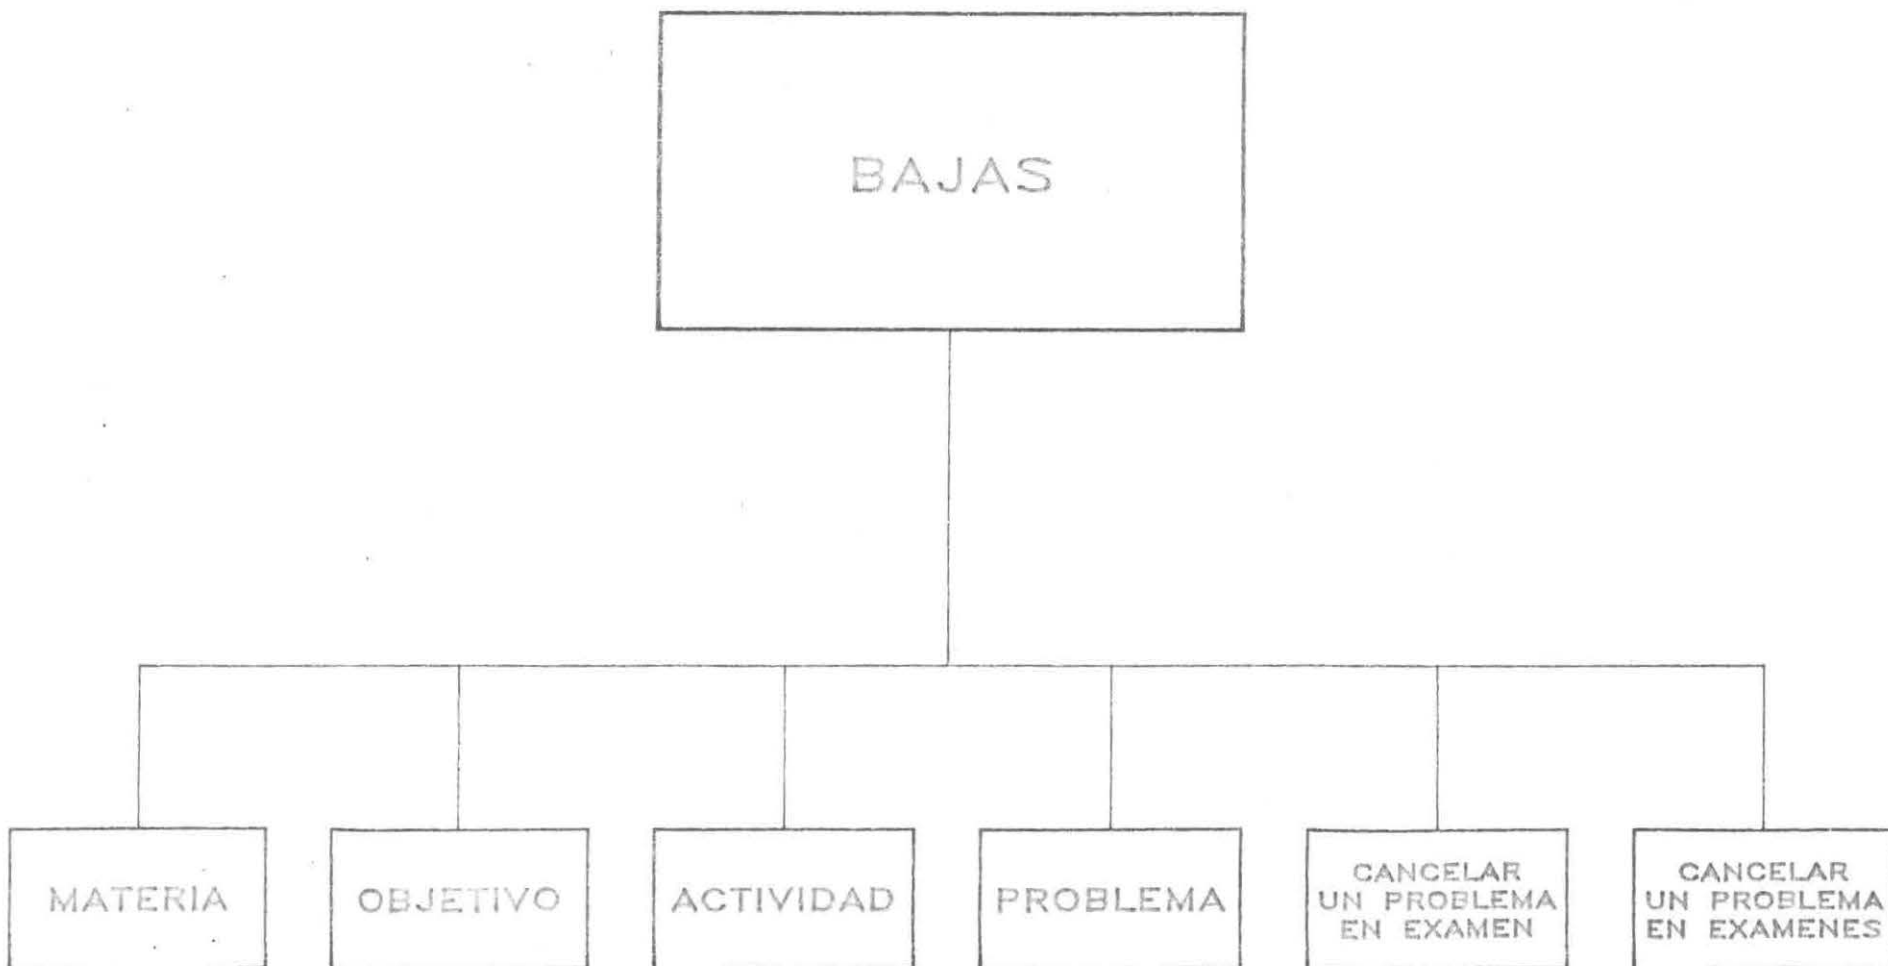 BAJAS
MATERIA
OBJETIVO
ACTIVIDAD
PROBLEMA
CANCELAR
UN PROBLEMA
EN EXAMEN
CANCELAR
UN PROBLEMA
EN EXAMENES